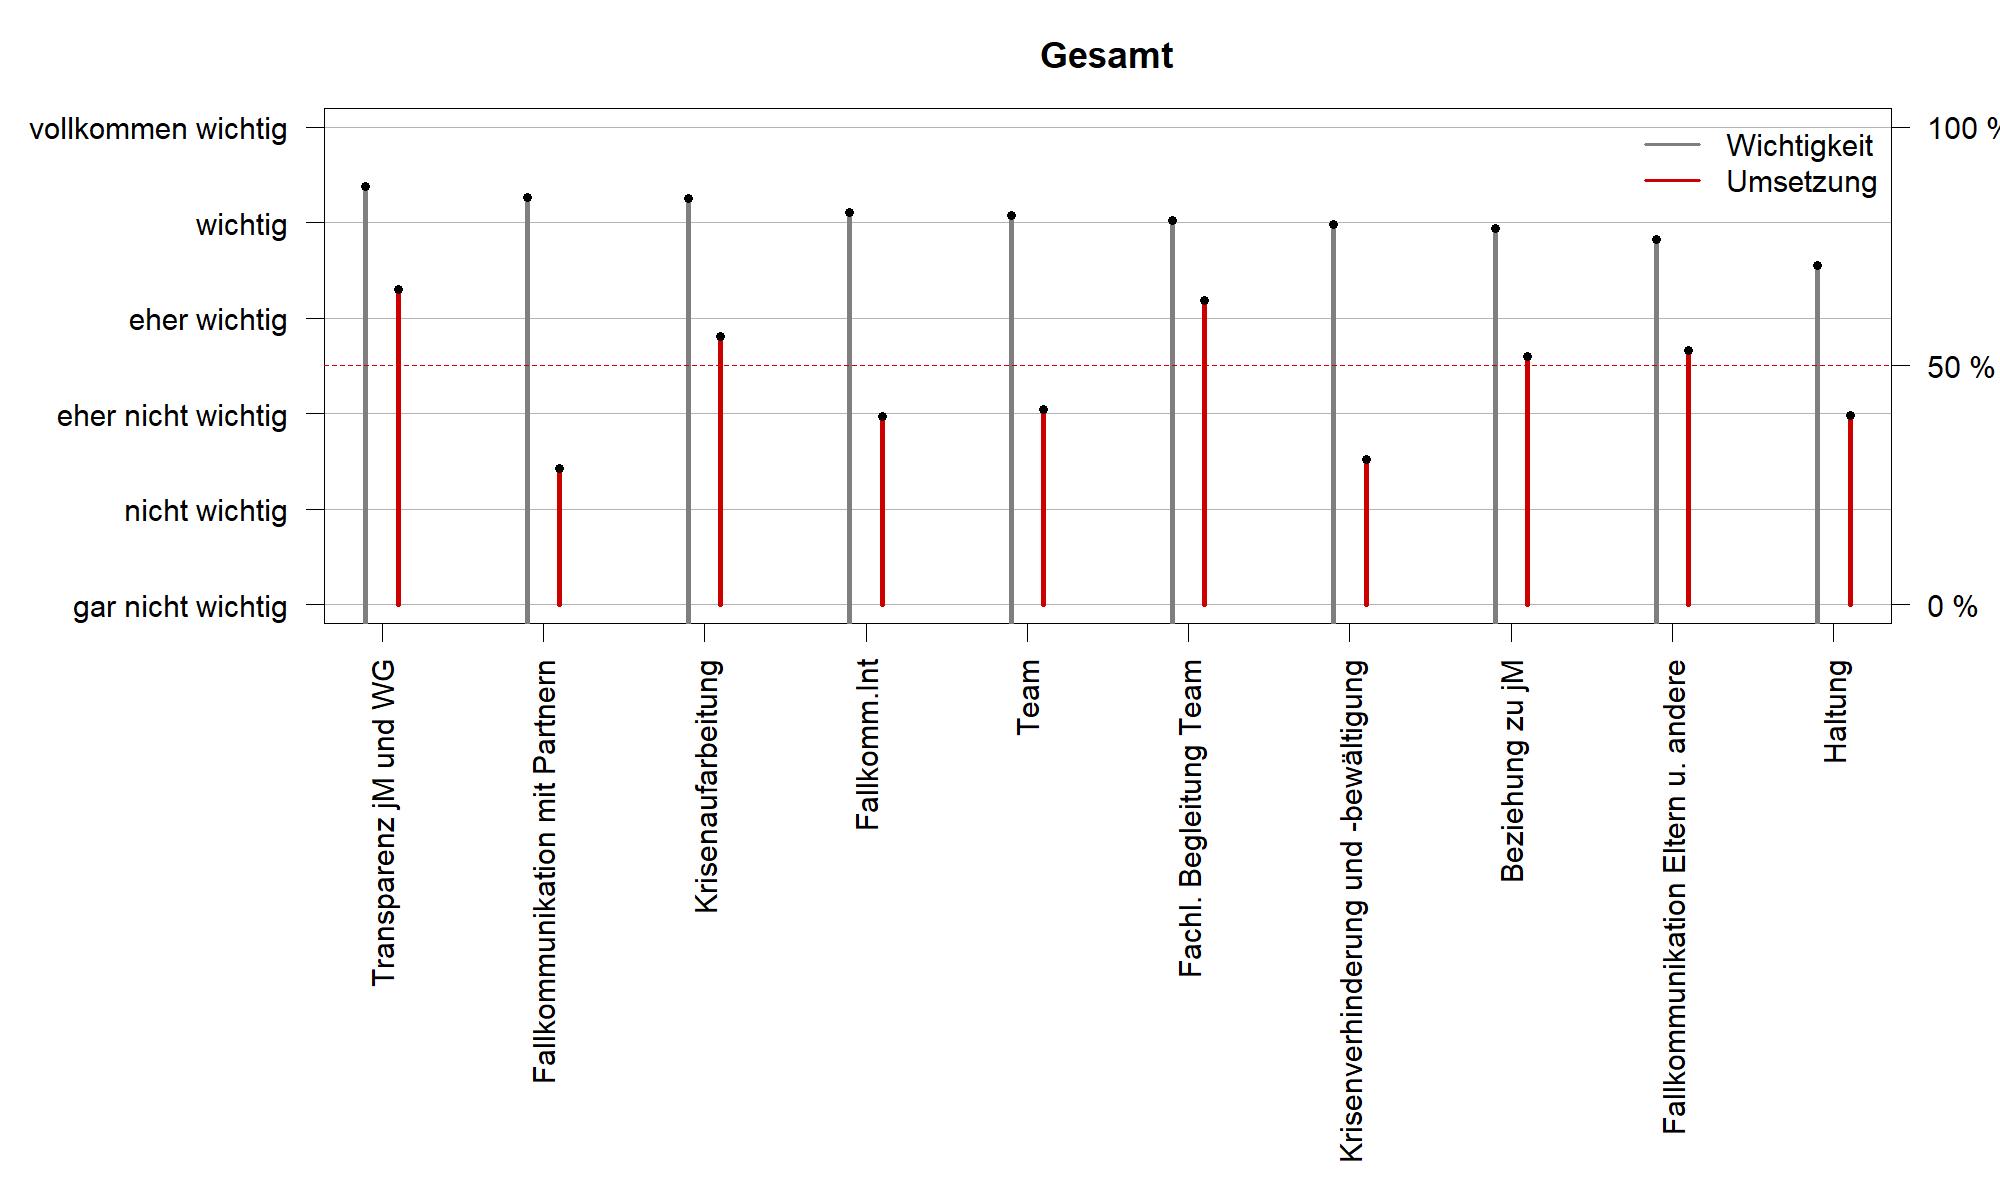 Gesamt
vollkommen wichtig
wichtig
eher wichtig
eher nicht wichtig
nicht wichtig
gar nicht wichtig
100 %
50 %
0 %
Wichtigkeit
Umsetzung
Transparenz jM und WG
Fallkommunikation mit Partnern
Krisenaufarbeitung
Fallkomm.Int
Team
Fachl. Begleitung Team
Krisenverhinderung und -bewältigung
Beziehung zu jM
Fallkommunikation Eltern u. andere
Haltung